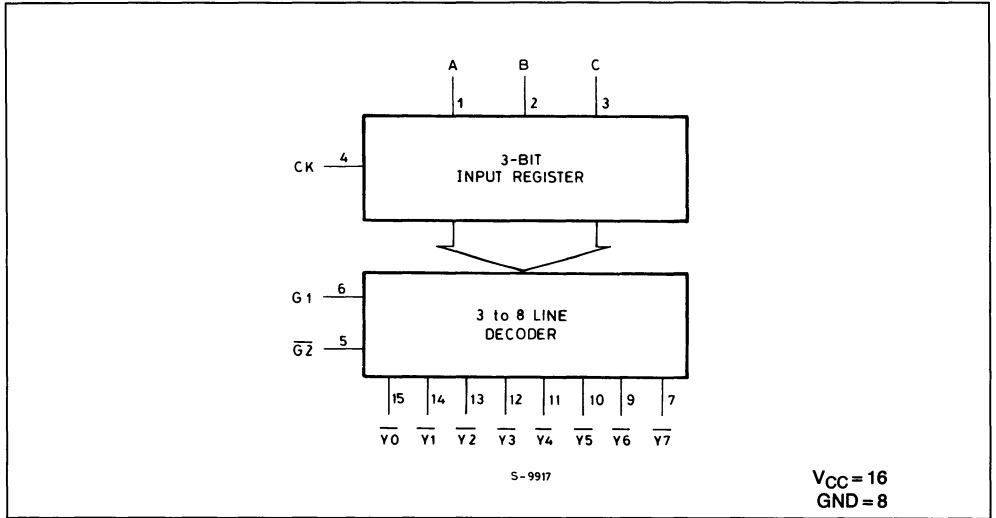 A B C
1 2 3
CK 4
3-BIT
INPUT REGISTER
G1 6
G2 5
3 to 8 LINE
DECODER
15 14 13 12 11 10 9 7
Y0 Y1 Y2 Y3 Y4 Y5 Y6 Y7
S-9917
VCC = 16
GND = 8